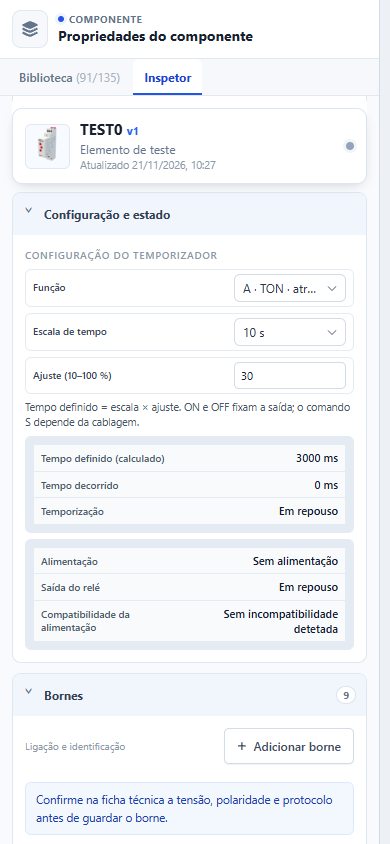 COMPONENTE
Propriedades do componente
Biblioteca (91/135)
Inspetor
TEST0 v1
Elemento de teste
Atualizado 21/11/2026, 10:27
Configuração e estado
CONFIGURAÇÃO DO TEMPORIZADOR
Função
A · TON · atr...
Escala de tempo
10 s
Ajuste (10–100 %)
30
Tempo definido = escala × ajuste. ON e OFF fixam a saída; o comando
S depende da cablagem.
Tempo definido (calculado)
3000 ms
Tempo decorrido
0 ms
Temporização
Em repouso
Alimentação
Sem alimentação
Saída do relé
Em repouso
Compatibilidade da
alimentação
Sem incompatibilidade
detetada
Bornes
9
Ligação e identificação
+ Adicionar borne
Confirme na ficha técnica a tensão, polaridade e protocolo
antes de guardar o borne.